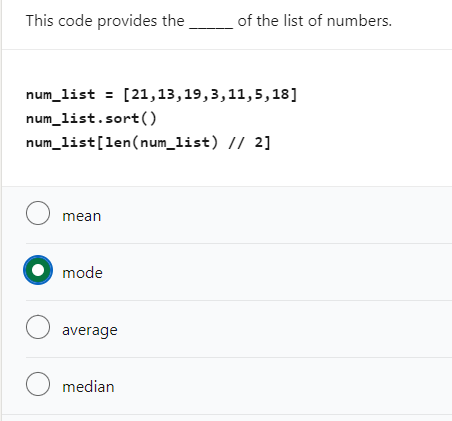 This code provides the _____ of the list of numbers.
num_list = [21,13,19,3,11,5,18]
num_list.sort()
num_list[len(num_list) // 2]
mean
mode
average
median